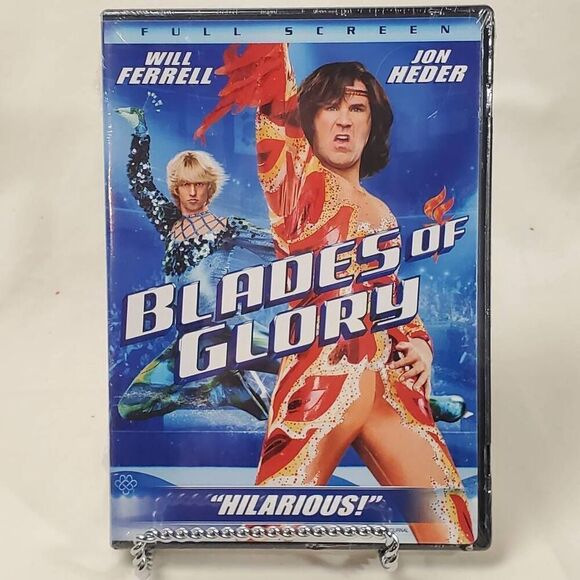 FULL SCREEN
WILL FERRELL
JON HEDER
BLADES OF
GLORY
"HILARIOUS!"